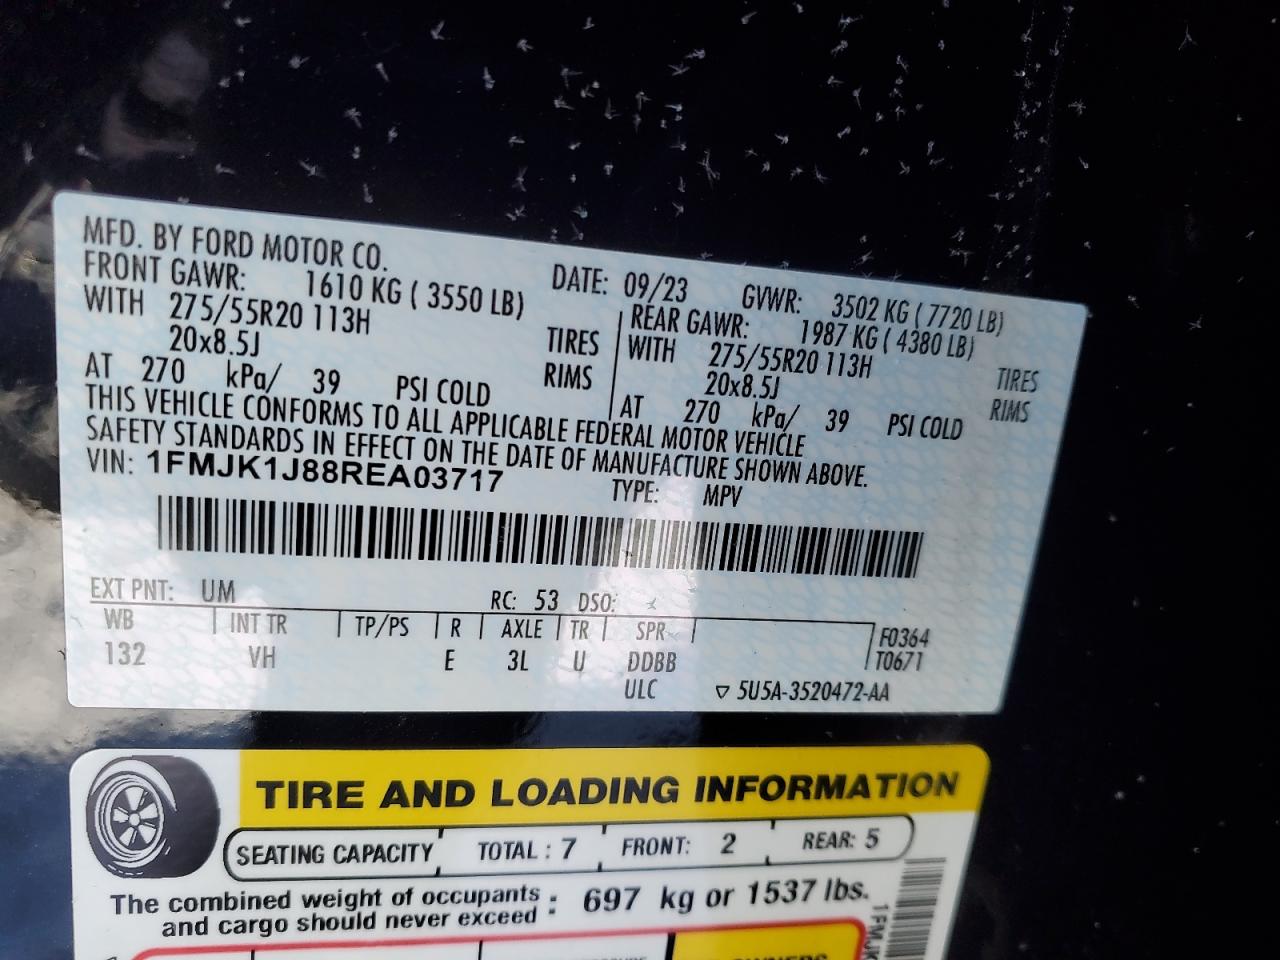 MFD. BY FORD MOTOR CO.
DATE: 09/23 GVWR: 3502 KG ( 7720 LB)
FRONT GAWR: 1610 KG ( 3550 LB)
WITH 275/55R20 113H TIRES
20x8.5J RIMS
AT 270 kPa/ 39 PSI COLD
REAR GAWR: 1987 KG ( 4380 LB)
WITH 275/55R20 113H TIRES
20x8.5J RIMS
AT 270 kPa/ 39 PSI COLD
THIS VEHICLE CONFORMS TO ALL APPLICABLE FEDERAL MOTOR VEHICLE
SAFETY STANDARDS IN EFFECT ON THE DATE OF MANUFACTURE SHOWN ABOVE.
VIN: 1FMJK1J88REA03717 TYPE: MPV
EXT PNT: UM RC: 53 DSO:
WB INT TR TP/PS R AXLE TR SPR F0364
132 VH E 3L U DDBB T0671
ULC ▽ 5U5A-3520472-AA
TIRE AND LOADING INFORMATION
SEATING CAPACITY TOTAL : 7 FRONT: 2 REAR: 5
The combined weight of occupants
and cargo should never exceed : 697 kg or 1537 lbs.
1FMJK